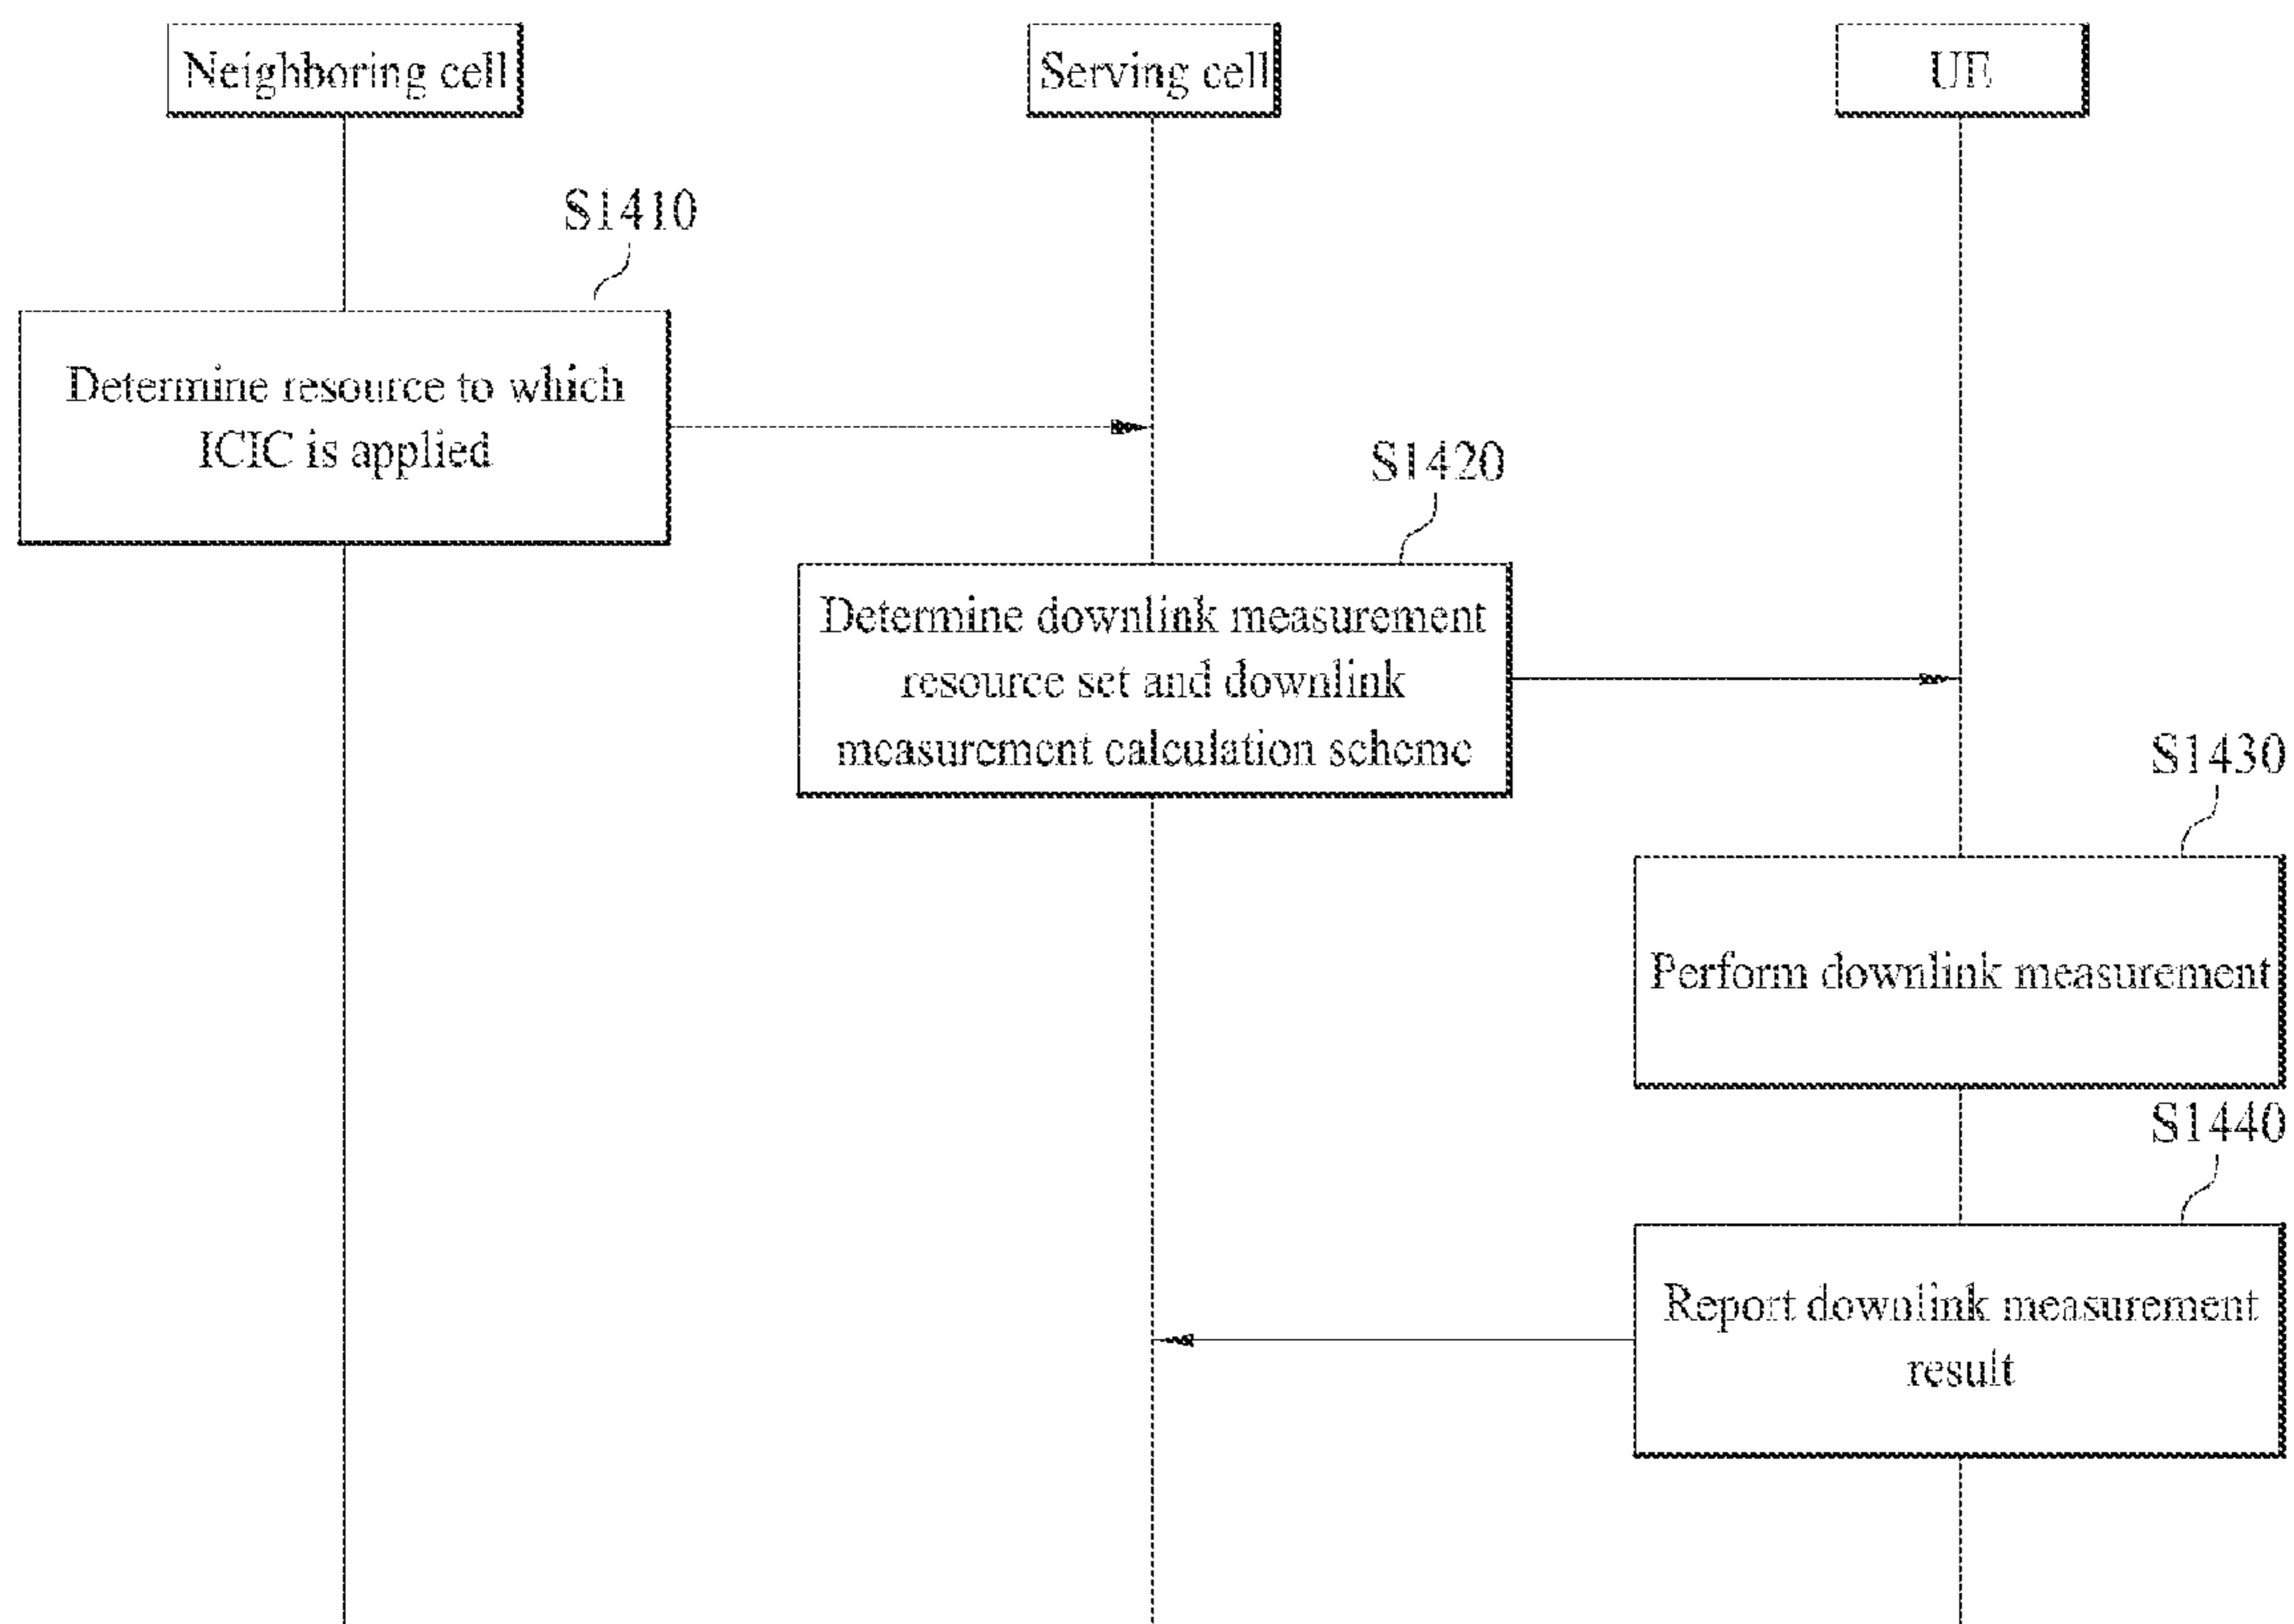 Neighboring cell
Serving cell
UE
S1410
Determine resource to which
ICIC is applied
S1420
Determine downlink measurement
resource set and downlink
measurement calculation scheme
S1430
Perform downlink measurement
S1440
Report downlink measurement
result